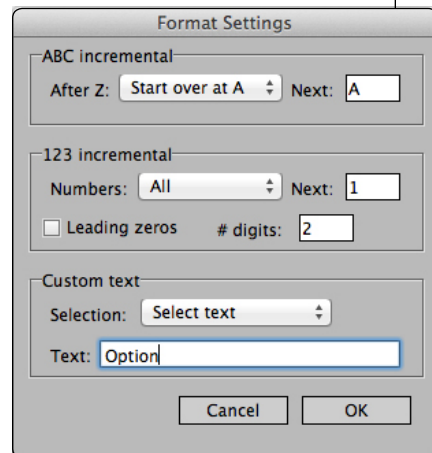 Format Settings
ABC incremental
After Z: Start over at A Next: A
123 incremental
Numbers: All Next: 1
Leading zeros # digits: 2
Custom text
Selection: Select text
Text: Option
Cancel OK